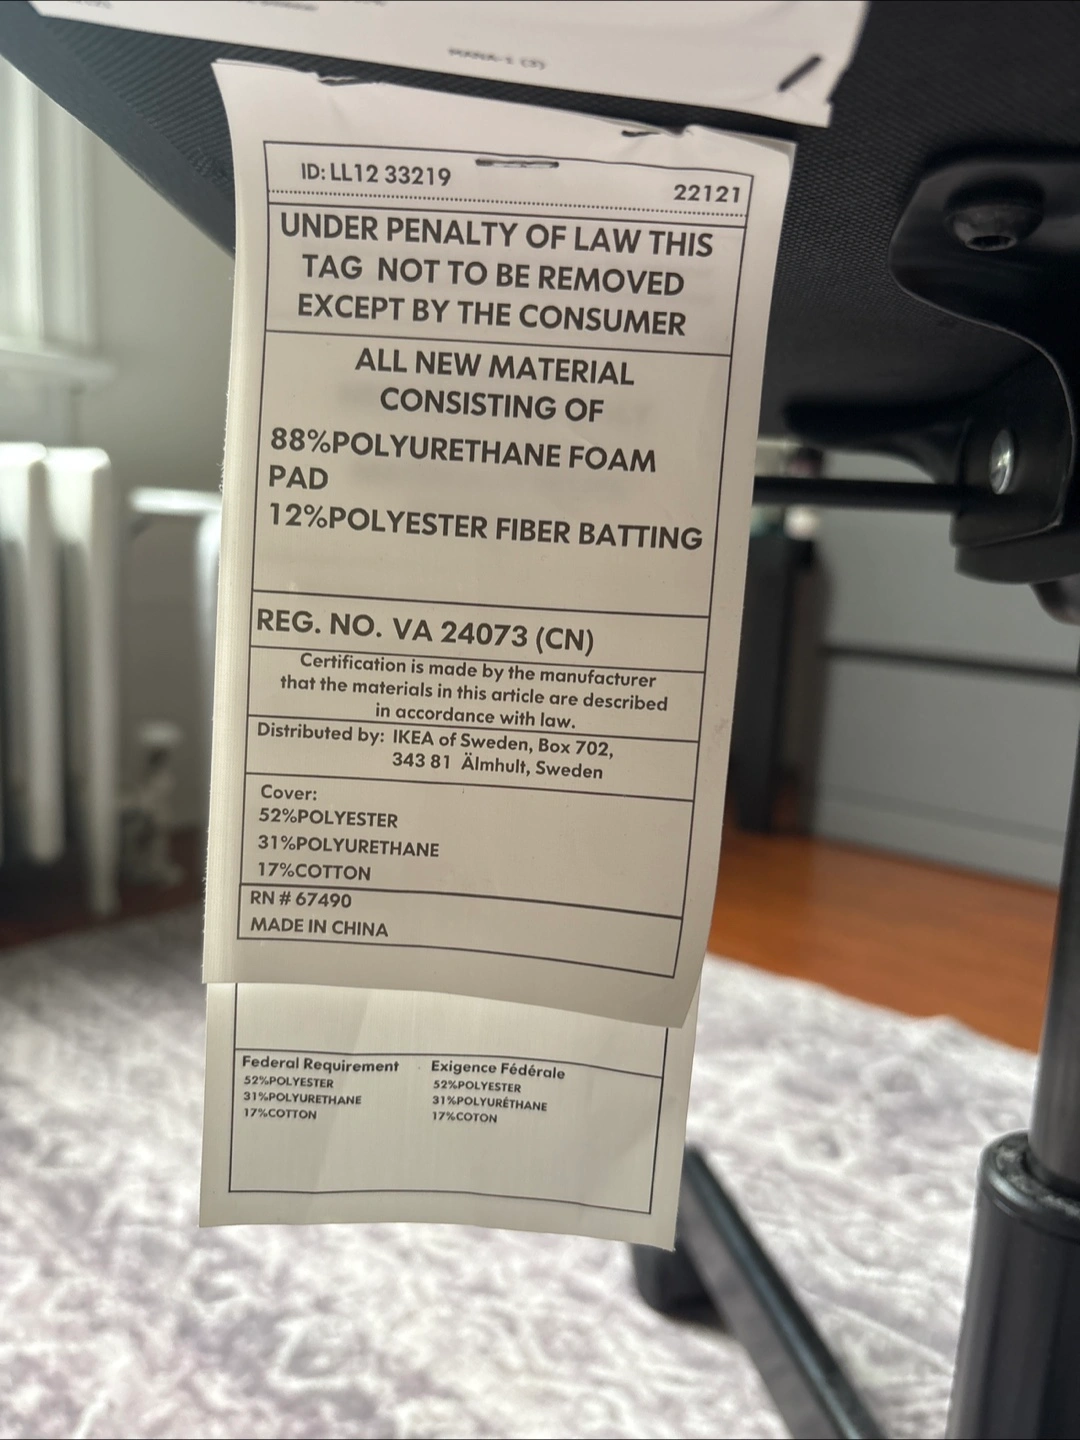 ID: LL12 33219 22121
UNDER PENALTY OF LAW THIS
TAG NOT TO BE REMOVED
EXCEPT BY THE CONSUMER
ALL NEW MATERIAL
CONSISTING OF
88%POLYURETHANE FOAM
PAD
12%POLYESTER FIBER BATTING
REG. NO. VA 24073 (CN)
Certification is made by the manufacturer
that the materials in this article are described
in accordance with law.
Distributed by: IKEA of Sweden, Box 702,
343 81 Älmhult, Sweden
Cover:
52%POLYESTER
31%POLYURETHANE
17%COTTON
RN # 67490
MADE IN CHINA
Federal Requirement Exigence Fédérale
52%POLYESTER 52%POLYESTER
31%POLYURETHANE 31%POLYURÉTHANE
17%COTTON 17%COTON